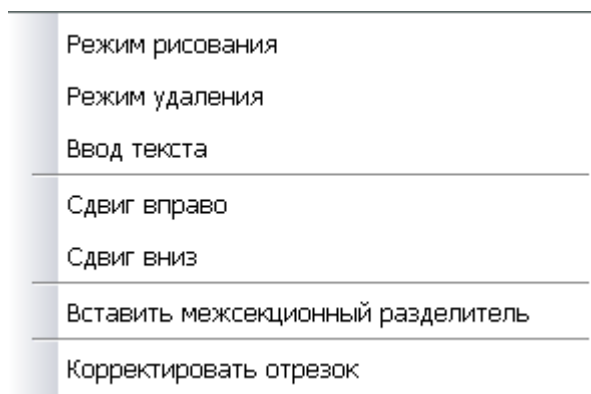 Режим рисования
Режим удаления
Ввод текста
Сдвиг вправо
Сдвиг вниз
Вставить межсекционный разделитель
Корректировать отрезок